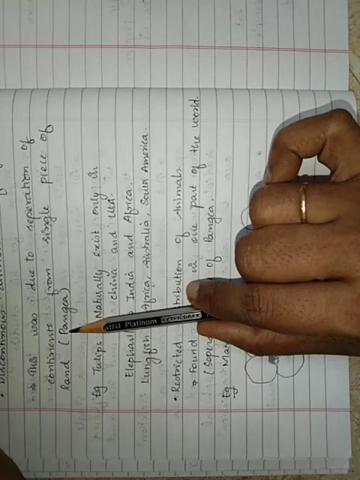 • Discontinuous
→ This was due to seperation of
continents from single piece of
land (Pangea)
Eg Tulips Naturally exist only in
china and USA.
Elephant India and Africa.
Lungfish Africa, Australia, South America.
• Restricted tribution of Animals
→ Found in one part of the world.
of Pangea
Eg
Platinum